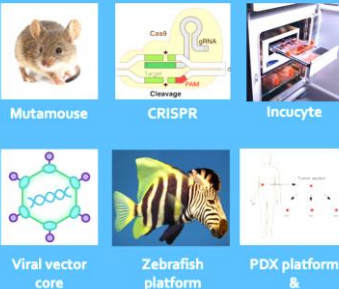 Cas9
gRNA
Target
PAM
Cleavage
Mutamouse
CRISPR
Incucyte
Viral vector
core
Zebrafish
platform
PDX platform
&